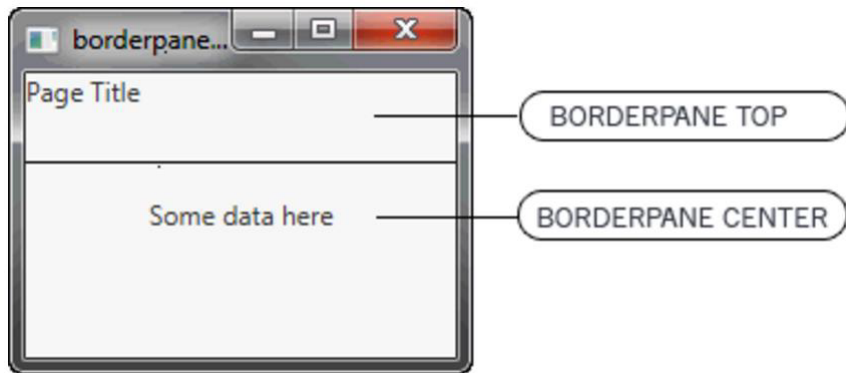 borderpane...
Page Title
BORDERPANE TOP
Some data here
BORDERPANE CENTER